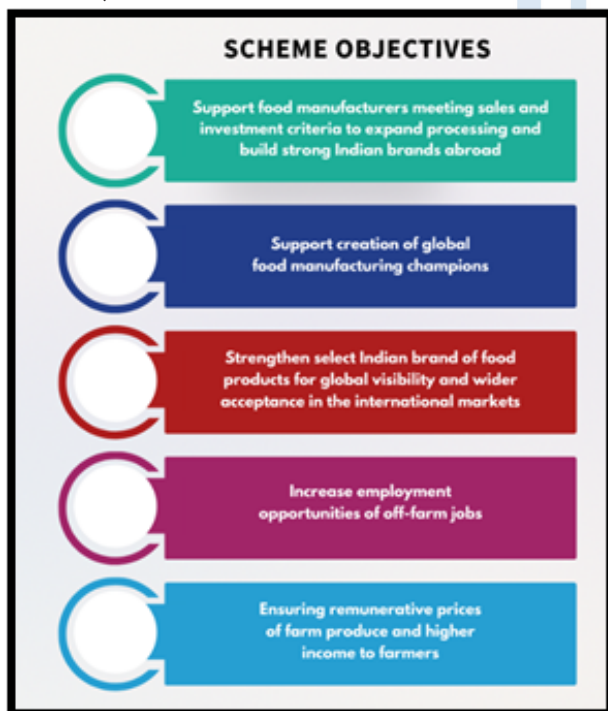 SCHEME OBJECTIVES
Support food manufacturers meeting sales and
investment criteria to expand processing and
build strong Indian brands abroad
Support creation of global
food manufacturing champions
Strengthen select Indian brand of food
products for global visibility and wider
acceptance in the international markets
Increase employment
opportunities of off-farm jobs
Ensuring remunerative prices
of farm produce and higher
income to farmers